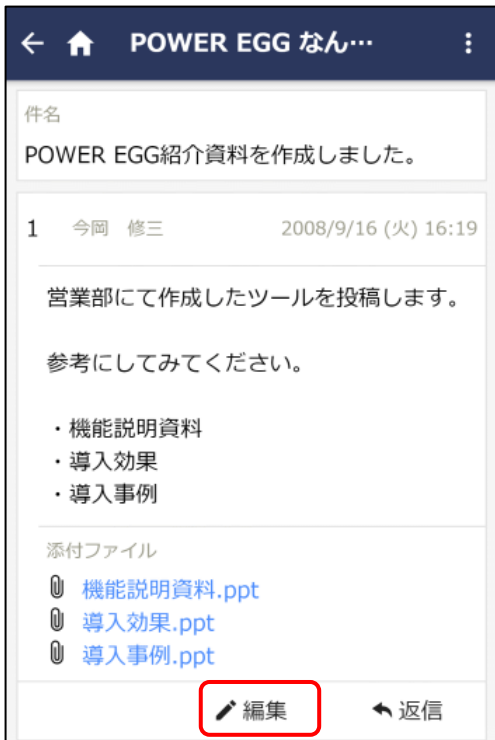 POWER EGG なん…
件名
POWER EGG紹介資料を作成しました。
1 今岡 修三 2008/9/16 (火) 16:19
営業部にて作成したツールを投稿します。
参考にしてみてください。
・機能説明資料
・導入効果
・導入事例
添付ファイル
機能説明資料.ppt
導入効果.ppt
導入事例.ppt
編集 返信